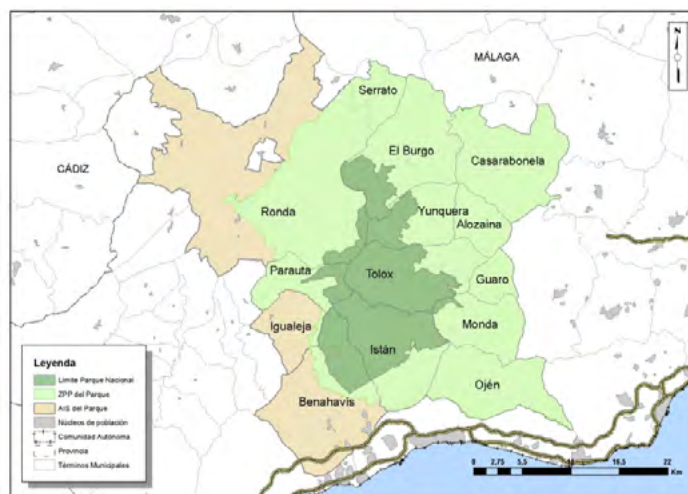 N
MÁLAGA
Serrato
El Burgo
Casarabonela
CÁDIZ
Ronda
Yunquera
Alozaina
Parauta
Tolox
Guaro
Igualeja
Monda
Istán
Ojén
Benahavís
Leyenda
Límite Parque Nacional
ZPP del Parque
AIS del Parque
Núcleos de población
Comunidad Autónoma
Provincia
Términos Municipales
0 2,75 5,5 11 16,5 22
Km